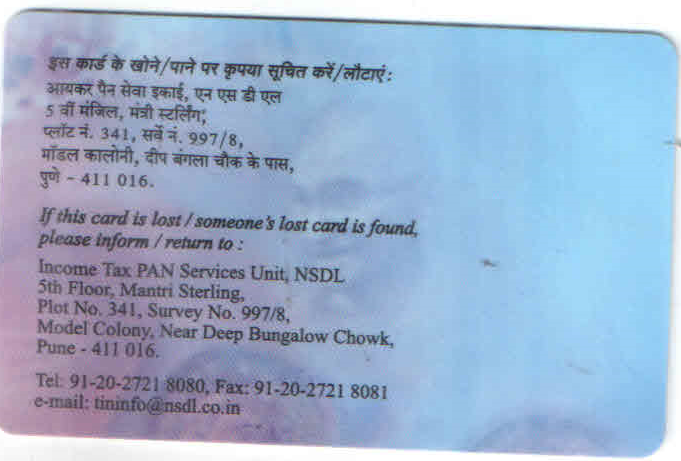 इस कार्ड के खोने/पाने पर कृपया सूचित करें/लौटाएं:
आयकर पैन सेवा इकाई, एन एस डी एल
5 वीं मंजिल, मंत्री स्टर्लिंग,
प्लॉट नं. 341, सर्वे नं. 997/8,
मॉडल कालोनी, दीप बंगला चौक के पास,
पुणे - 411 016.
If this card is lost / someone's lost card is found,
please inform / return to :
Income Tax PAN Services Unit, NSDL
5th Floor, Mantri Sterling,
Plot No. 341, Survey No. 997/8,
Model Colony, Near Deep Bungalow Chowk,
Pune - 411 016.
Tel: 91-20-2721 8080, Fax: 91-20-2721 8081
e-mail: tininfo@nsdl.co.in